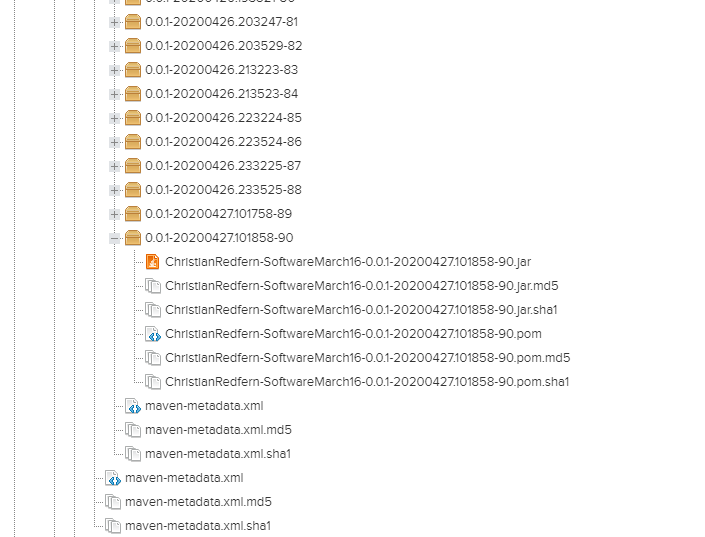 0.0.1-20200426.203247-81
0.0.1-20200426.203529-82
0.0.1-20200426.213223-83
0.0.1-20200426.213523-84
0.0.1-20200426.223224-85
0.0.1-20200426.223524-86
0.0.1-20200426.233225-87
0.0.1-20200426.233525-88
0.0.1-20200427.101758-89
0.0.1-20200427.101858-90
ChristianRedfern-SoftwareMarch16-0.0.1-20200427.101858-90.jar
ChristianRedfern-SoftwareMarch16-0.0.1-20200427.101858-90.jar.md5
ChristianRedfern-SoftwareMarch16-0.0.1-20200427.101858-90.jar.sha1
ChristianRedfern-SoftwareMarch16-0.0.1-20200427.101858-90.pom
ChristianRedfern-SoftwareMarch16-0.0.1-20200427.101858-90.pom.md5
ChristianRedfern-SoftwareMarch16-0.0.1-20200427.101858-90.pom.sha1
maven-metadata.xml
maven-metadata.xml.md5
maven-metadata.xml.sha1
maven-metadata.xml
maven-metadata.xml.md5
maven-metadata.xml.sha1